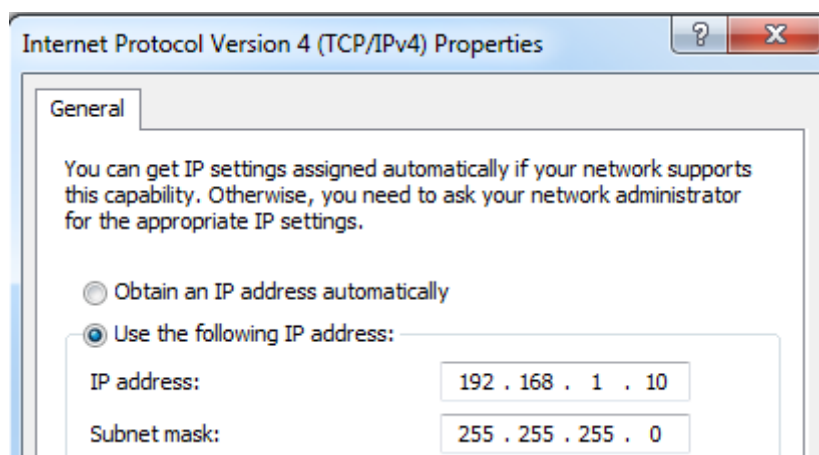 Internet Protocol Version 4 (TCP/IPv4) Properties
?
General
You can get IP settings assigned automatically if your network supports
this capability. Otherwise, you need to ask your network administrator
for the appropriate IP settings.
Obtain an IP address automatically
Use the following IP address:
IP address: 192 . 168 . 1 . 10
Subnet mask: 255 . 255 . 255 . 0